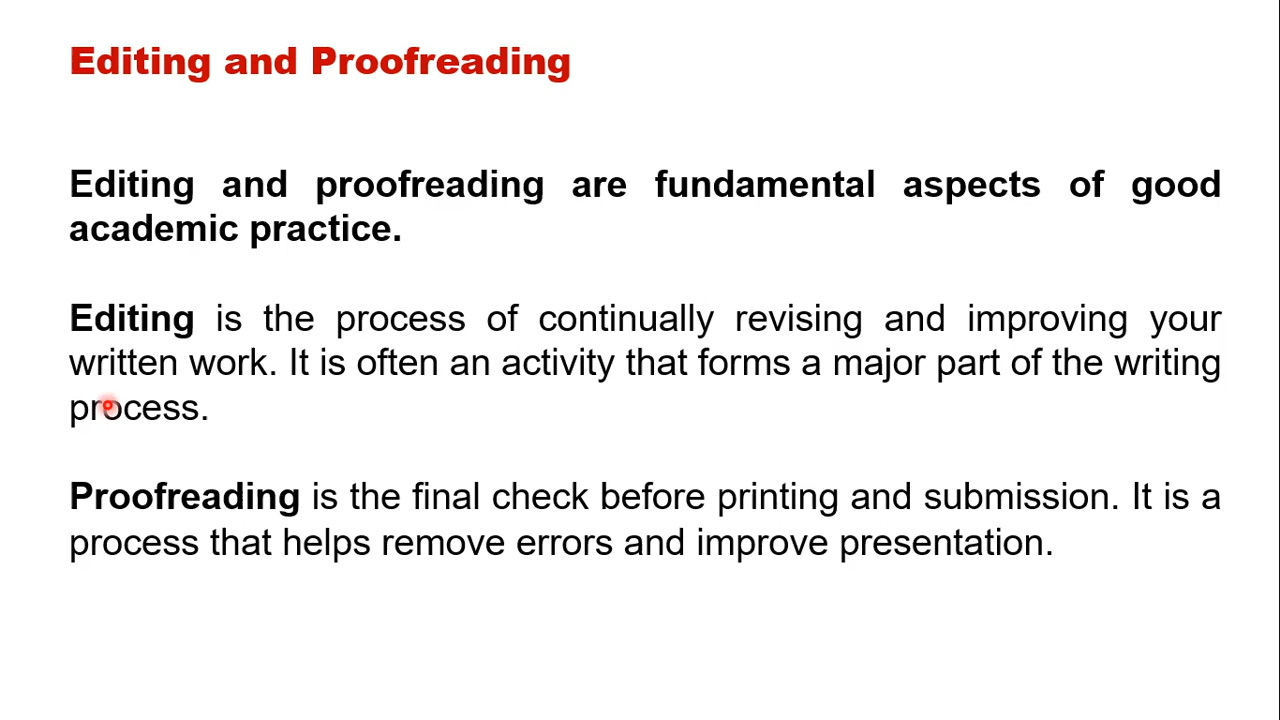 Editing and Proofreading
Editing and proofreading are fundamental aspects of good
academic practice.
Editing is the process of continually revising and improving your
written work. It is often an activity that forms a major part of the writing
process.
Proofreading is the final check before printing and submission. It is a
process that helps remove errors and improve presentation.